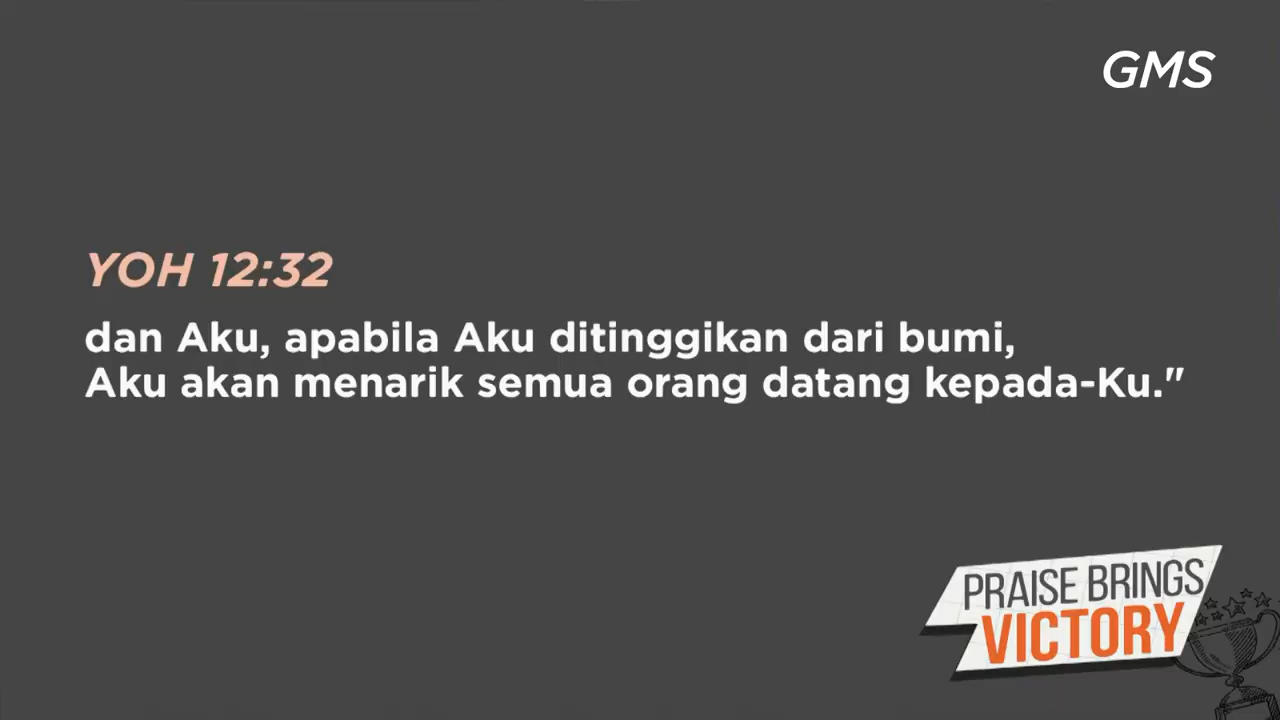 GMS
YOH 12:32
dan Aku, apabila Aku ditinggikan dari bumi,
Aku akan menarik semua orang datang kepada-Ku."
PRAISE BRINGS
VICTORY